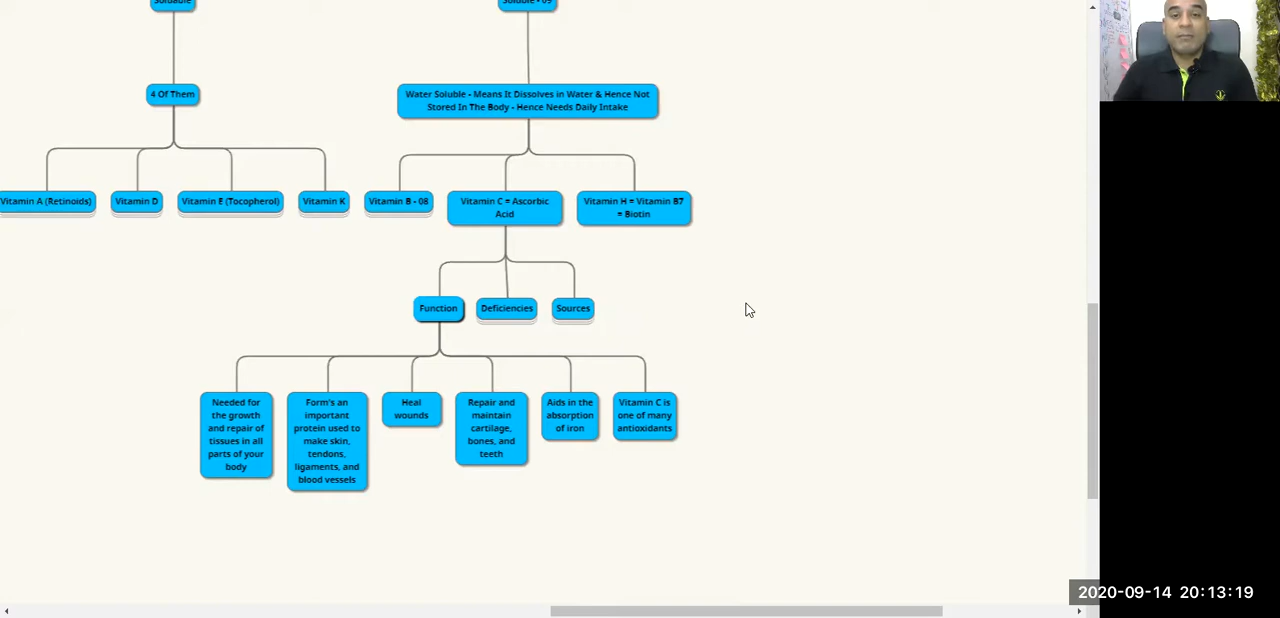 Soluable
Soluble - 09
4 Of Them
Water Soluble - Means It Dissolves in Water & Hence Not
Stored In The Body - Hence Needs Daily Intake
Vitamin A (Retinoids)
Vitamin D
Vitamin E (Tocopherol)
Vitamin K
Vitamin B - 08
Vitamin C = Ascorbic
Acid
Vitamin H = Vitamin B7
= Biotin
Function
Deficiencies
Sources
Needed for
the growth
and repair of
tissues in all
parts of your
body
Form's an
important
protein used to
make skin,
tendons,
ligaments, and
blood vessels
Heal
wounds
Repair and
maintain
cartilage,
bones, and
teeth
Aids in the
absorption
of iron
Vitamin C is
one of many
antioxidants
2020-09-14 20:13:19